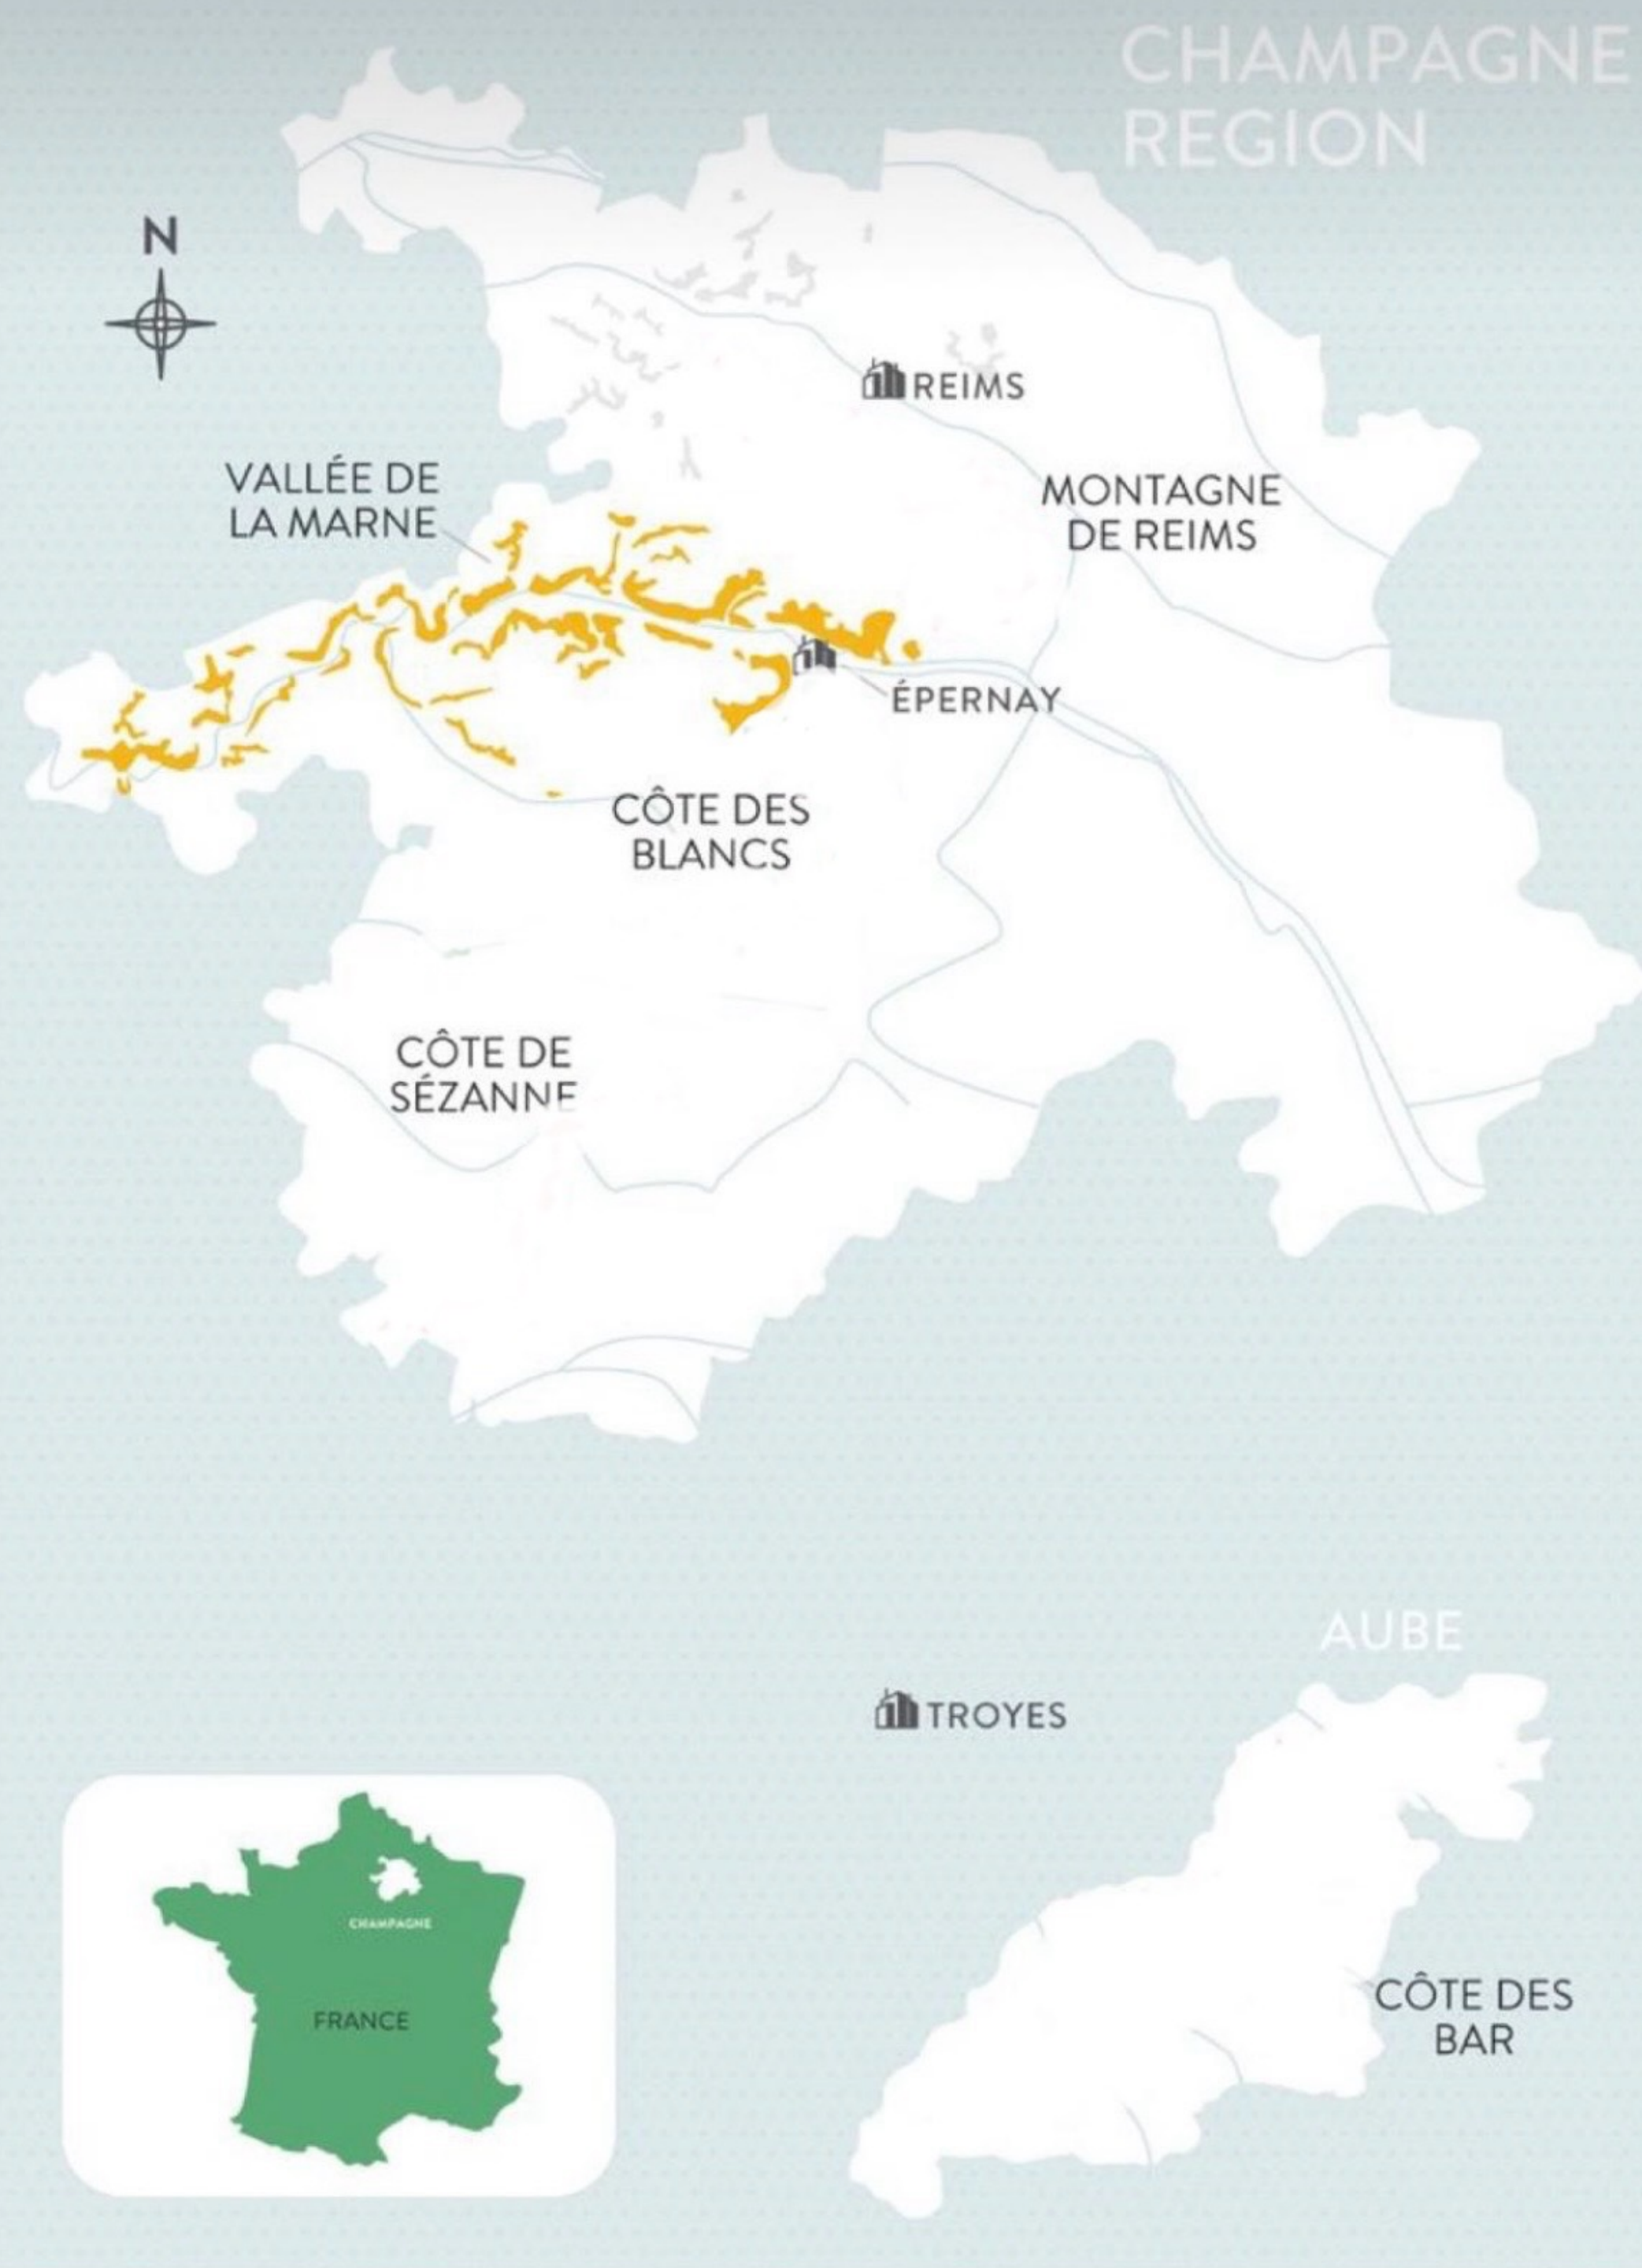 CHAMPAGNE
REGION
N
REIMS
VALLÉE DE
LA MARNE
MONTAGNE
DE REIMS
ÉPERNAY
CÔTE DES
BLANCS
CÔTE DE
SÉZANNE
AUBE
TROYES
CHAMPAGNE
FRANCE
CÔTE DES
BAR